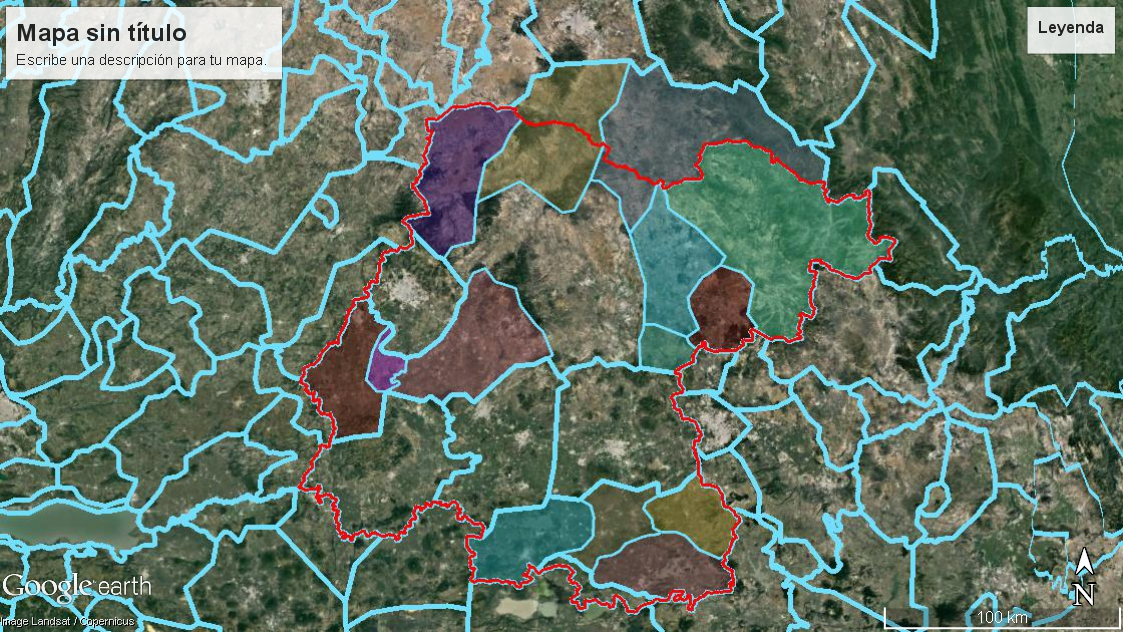 Mapa sin título
Escribe una descripción para tu mapa.
Leyenda
Google earth
Image Landsat / Copernicus
N
100 km